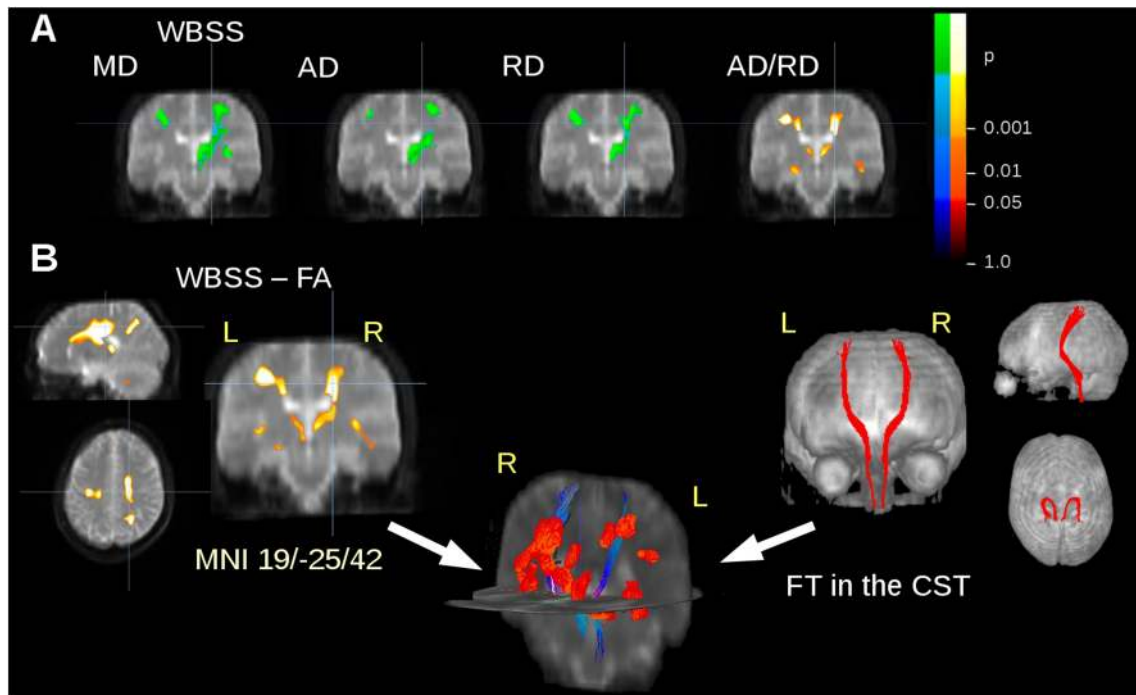 A
WBSS
MD
AD
RD
AD/RD
p
0.001
0.01
0.05
1.0
B
WBSS – FA
L
R
MNI 19/-25/42
R
L
L
R
FT in the CST